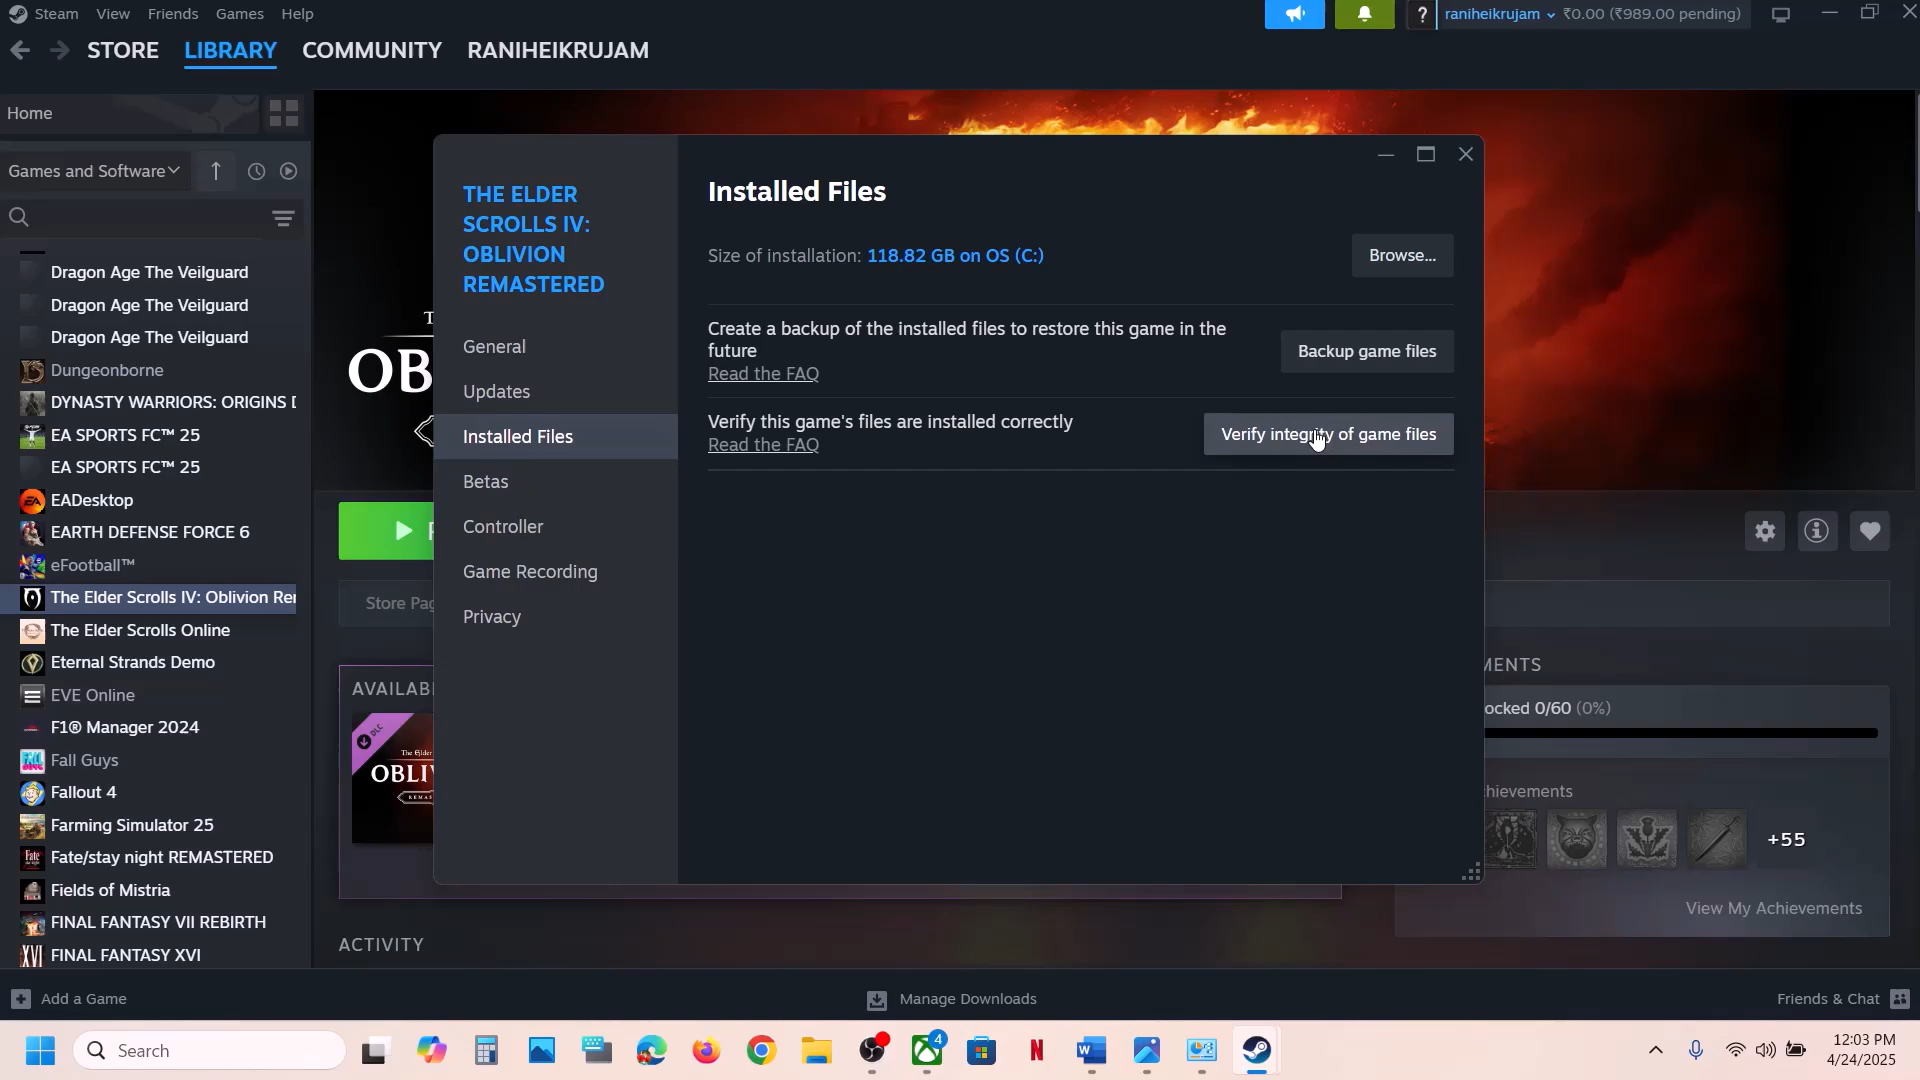 Steam View Friends Games Help
? raniheikrujam ₹0.00 (₹989.00 pending)
STORE LIBRARY COMMUNITY RANIHEIKRUJAM
Home
Games and Software
Dragon Age The Veilguard
Dragon Age The Veilguard
Dragon Age The Veilguard
Dungeonborne
DYNASTY WARRIORS: ORIGINS D
EA SPORTS FC™ 25
EA SPORTS FC™ 25
EADesktop
EARTH DEFENSE FORCE 6
eFootball™
The Elder Scrolls IV: Oblivion Rer
The Elder Scrolls Online
Eternal Strands Demo
EVE Online
F1® Manager 2024
Fall Guys
Fallout 4
Farming Simulator 25
Fate/stay night REMASTERED
Fields of Mistria
FINAL FANTASY VII REBIRTH
FINAL FANTASY XVI
THE ELDER
SCROLLS IV:
OBLIVION
REMASTERED
General
Updates
Installed Files
Betas
Controller
Game Recording
Privacy
Installed Files
Size of installation: 118.82 GB on OS (C:)
Browse...
Create a backup of the installed files to restore this game in the
future
Read the FAQ
Backup game files
Verify this game's files are installed correctly
Read the FAQ
Verify integrity of game files
OB
Store Pag
AVAILAB
DLC
The Elder
OBLIV
REMAS
ACTIVITY
MENTS
ocked 0/60 (0%)
chievements
+55
View My Achievements
Add a Game
Manage Downloads
Friends & Chat
Search
4
12:03 PM
4/24/2025